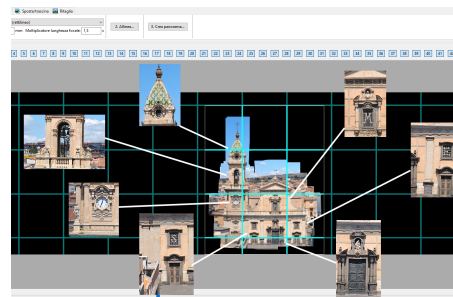 Sposta/trascina Ritaglio
(rettilineo)
mm Moltiplicatore lunghezza focale: 1,5 x 2. Allinea... 3. Crea panorama...
4 5 6 7 8 9 10 11 12 13 14 15 16 17 18 19 20 21 22 23 24 25 26 27 28 29 30 31 32 33 34 35 36 37 38 39 40 41 42